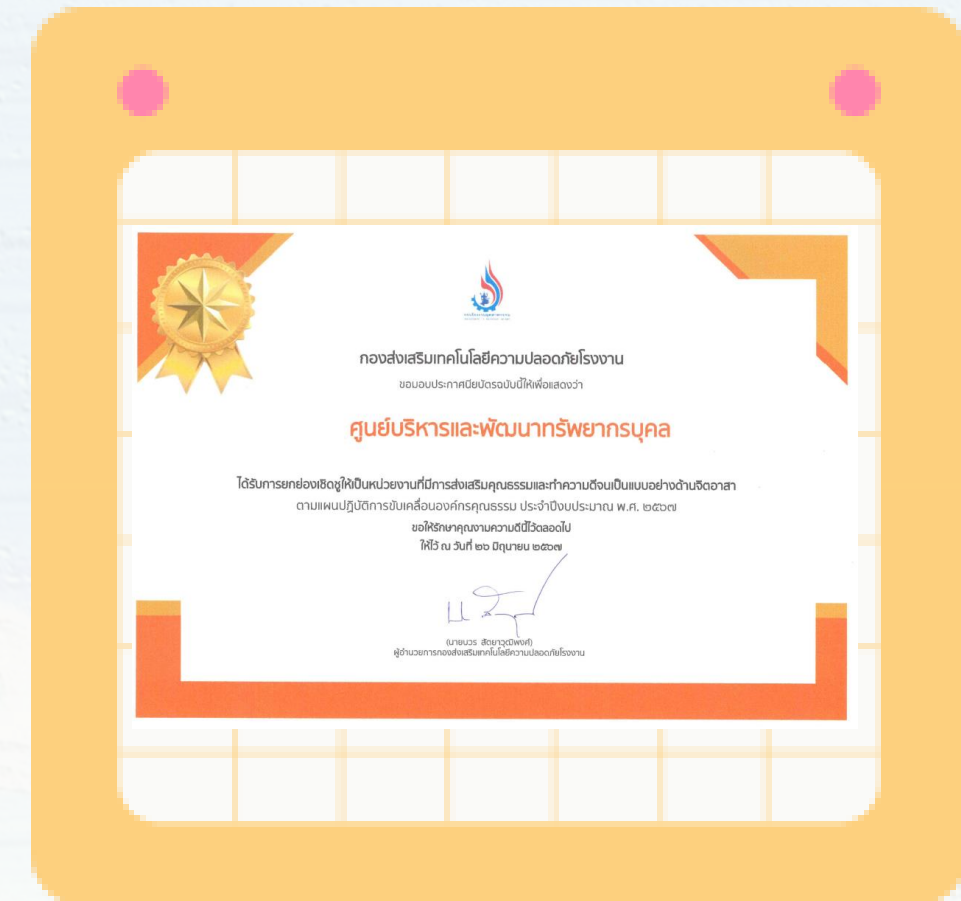 กองส่งเสริมเทคโนโลยีความปลอดภัยโรงงาน
ขอมอบประกาศนียบัตรฉบับนี้ให้เพื่อแสดงว่า
ศูนย์บริหารและพัฒนาทรัพยากรบุคคล
ได้รับการยกย่องเชิดชูให้เป็นหน่วยงานที่มีการส่งเสริมคุณธรรมและทำความดีจนเป็นแบบอย่างด้านจิตอาสา
ตามแผนปฏิบัติการขับเคลื่อนองค์กรคุณธรรม ประจำปีงบประมาณ พ.ศ. ๒๕๖๗
ขอให้รักษาคุณงามความดีนี้ไว้ตลอดไป
ให้ไว้ ณ วันที่ ๒๖ มิถุนายน ๒๕๖๗
(นายบวร สัตยาวุฒิพงศ์)
ผู้อำนวยการกองส่งเสริมเทคโนโลยีความปลอดภัยโรงงาน